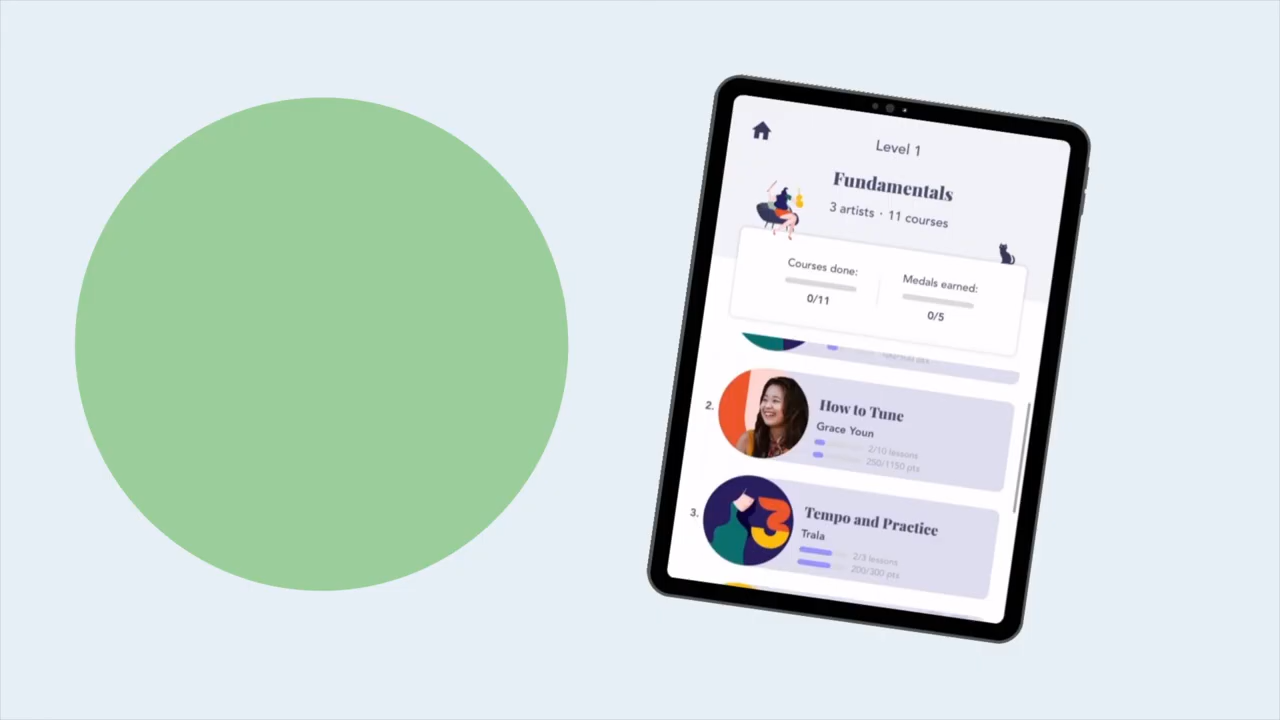 Level 1
Fundamentals
3 artists · 11 courses
Courses done:
0/11
Medals earned:
0/5
2.
How to Tune
Grace Youn
2/10 lessons
250/1150 pts
3.
3
Tempo and Practice
Trala
2/3 lessons
200/300 pts